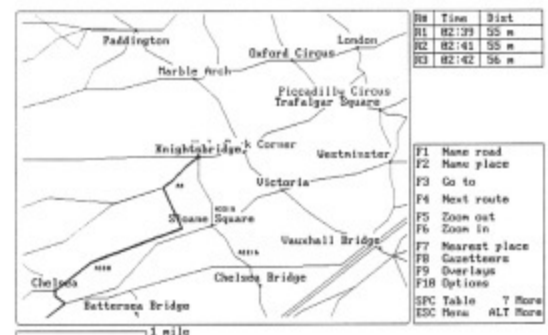 London
Paddington
Oxford Circus
Marble Arch
Piccadilly Circus
Trafalgar Square
Corner
Knightsbridge
Westminster
Victoria
Sloane Square
Vauxhall Bridge
Chelsea
Chelsea Bridge
Battersea Bridge
1 mile
R# Time Dist
R1 02:39 55 m
R2 02:41 55 m
R3 02:42 56 m
F1 Name road
F2 Name place
F3 Go to
F4 Next route
F5 Zoom out
F6 Zoom in
F7 Nearest place
F8 Gazetteers
F9 Overlays
F10 Options
SPC Table ? More
ESC Menu ALT More